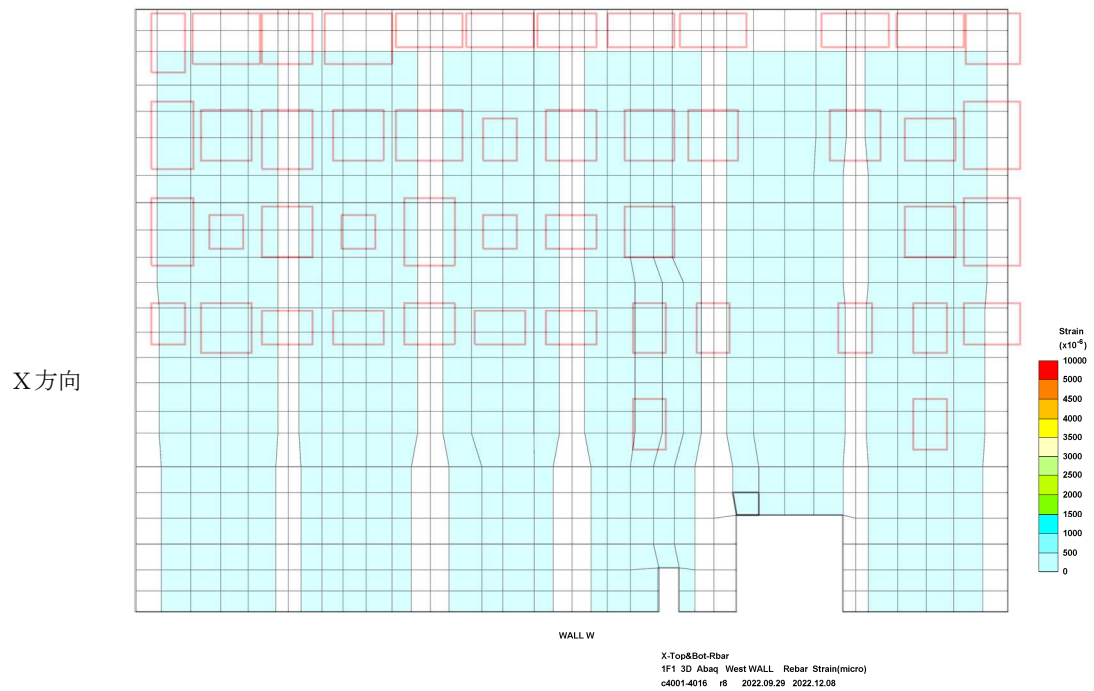 X方向
Strain
(x10⁻⁶)
10000
5000
4500
4000
3500
3000
2500
2000
1500
1000
500
0
WALL W
X-Top&Bot-Rbar
1F1 3D Abaq West WALL Rebar Strain(micro)
c4001-4016 r8 2022.09.29 2022.12.08